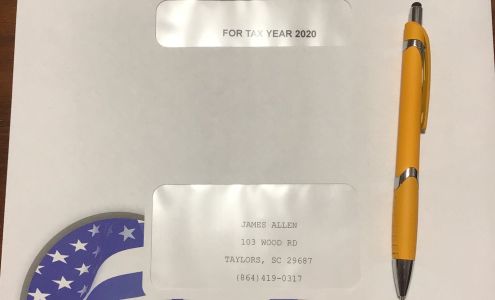 FOR TAX YEAR 2020
JAMES ALLEN
103 WOOD RD
TAYLORS, SC 29687
(864)419-0317